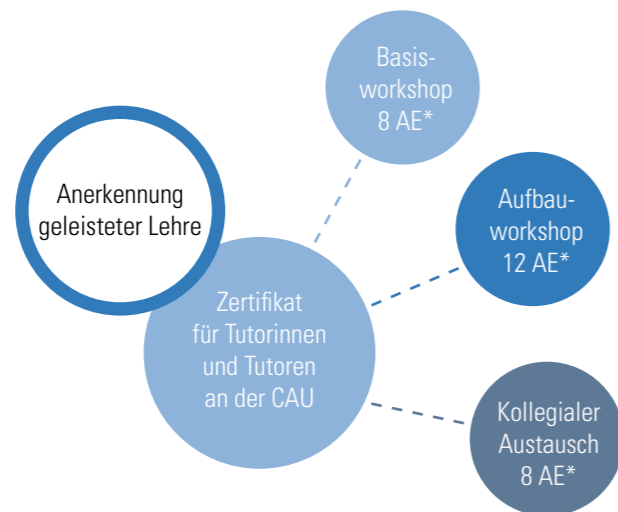 Basis-
workshop
8 AE*
Anerkennung
geleisteter Lehre
Aufbau-
workshop
12 AE*
Zertifikat
für Tutorinnen
und Tutoren
an der CAU
Kollegialer
Austausch
8 AE*